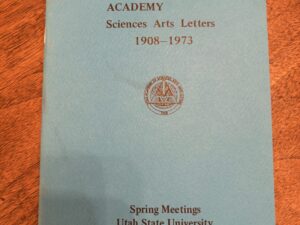 ACADEMY
Sciences Arts Letters
1908–1973
Spring Meetings
Utah State University